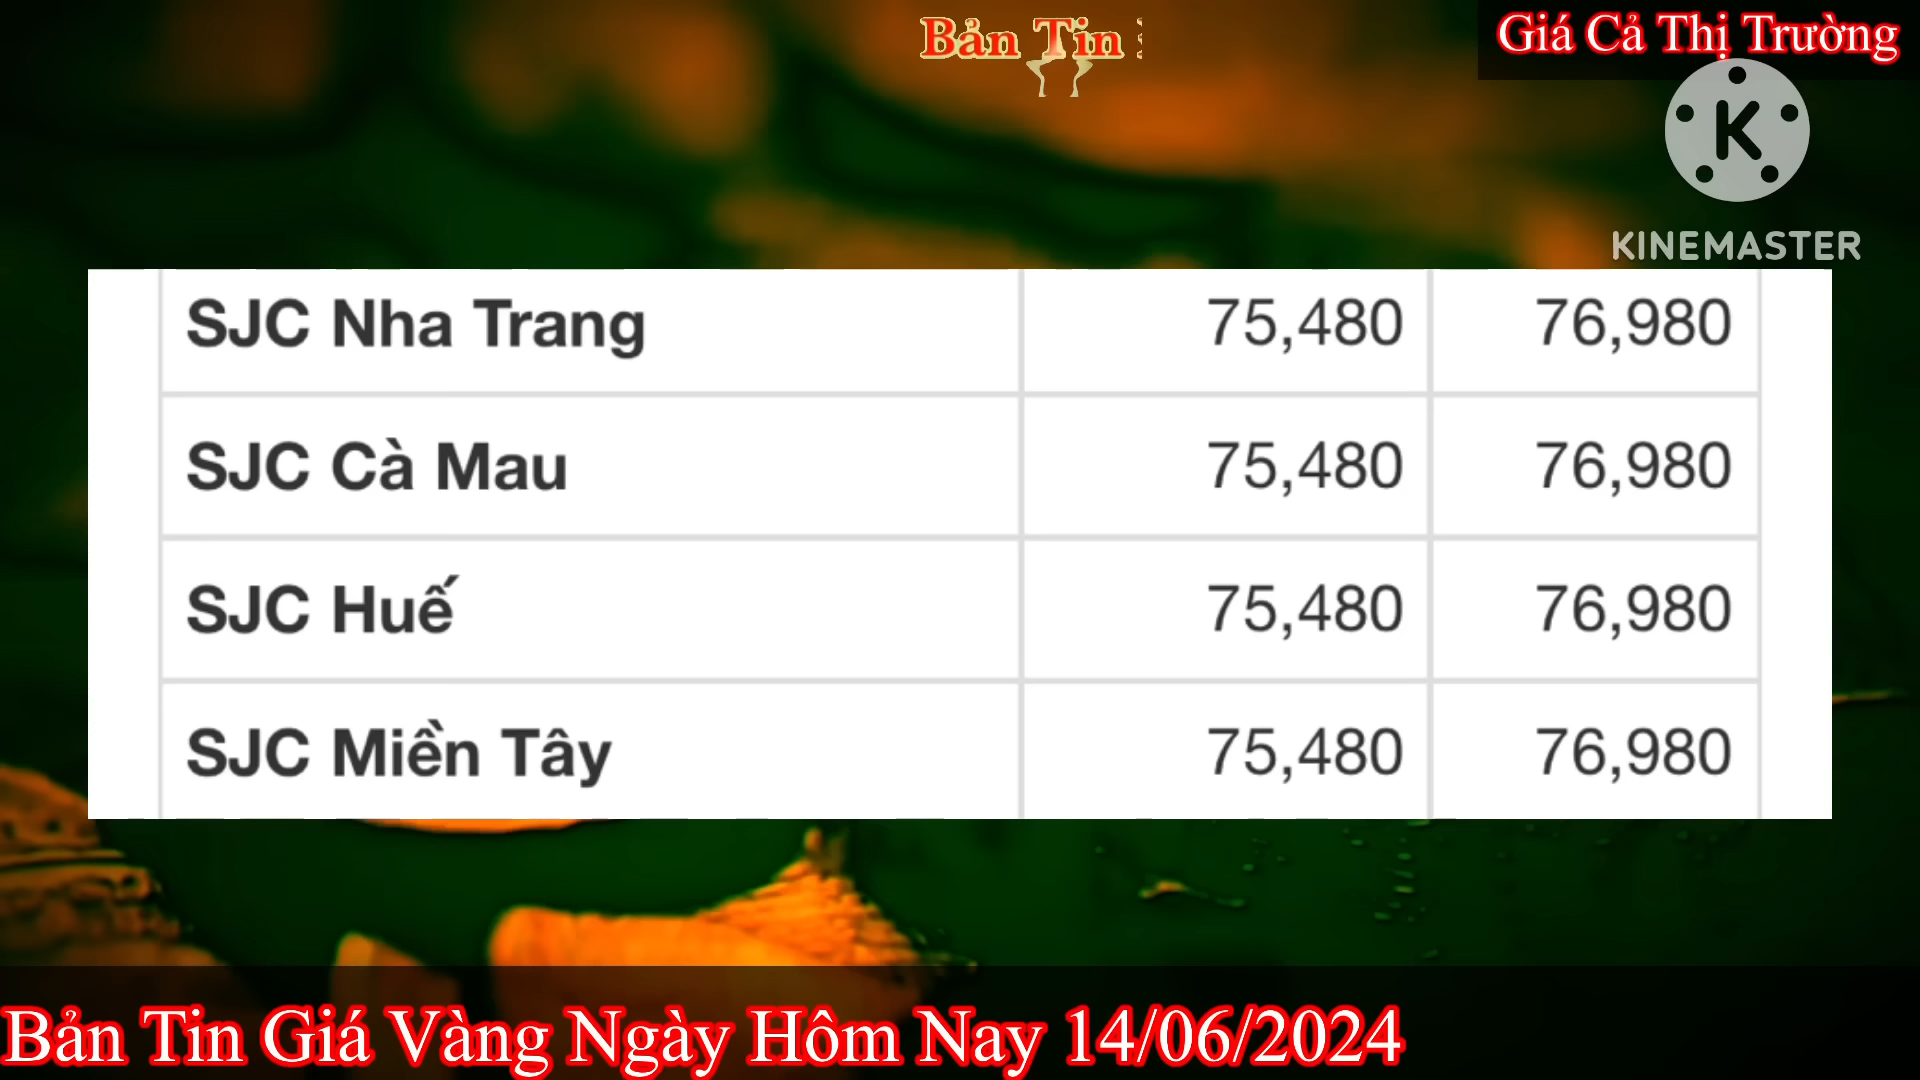 Bản Tin
Giá Cả Thị Trường
K
KINEMASTER
SJC Nha Trang 75,480 76,980
SJC Cà Mau 75,480 76,980
SJC Huế 75,480 76,980
SJC Miền Tây 75,480 76,980
Bản Tin Giá Vàng Ngày Hôm Nay 14/06/2024